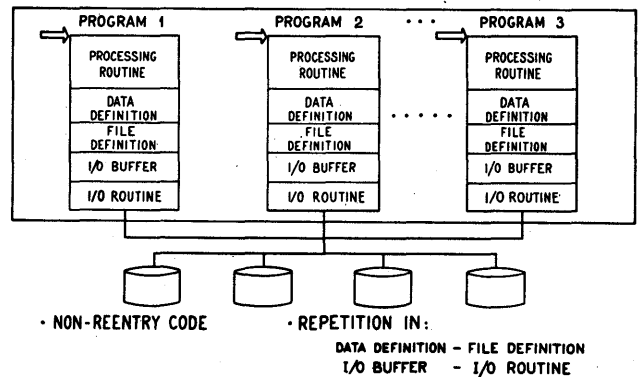 PROGRAM 1 PROGRAM 2 .... PROGRAM 3
PROCESSING ROUTINE
DATA DEFINITION
FILE DEFINITION
I/O BUFFER
I/O ROUTINE
PROCESSING ROUTINE
DATA DEFINITION
FILE DEFINITION
I/O BUFFER
I/O ROUTINE
.....
PROCESSING ROUTINE
DATA DEFINITION
FILE DEFINITION
I/O BUFFER
I/O ROUTINE
· NON-REENTRY CODE
· REPETITION IN:
DATA DEFINITION - FILE DEFINITION
I/O BUFFER - I/O ROUTINE